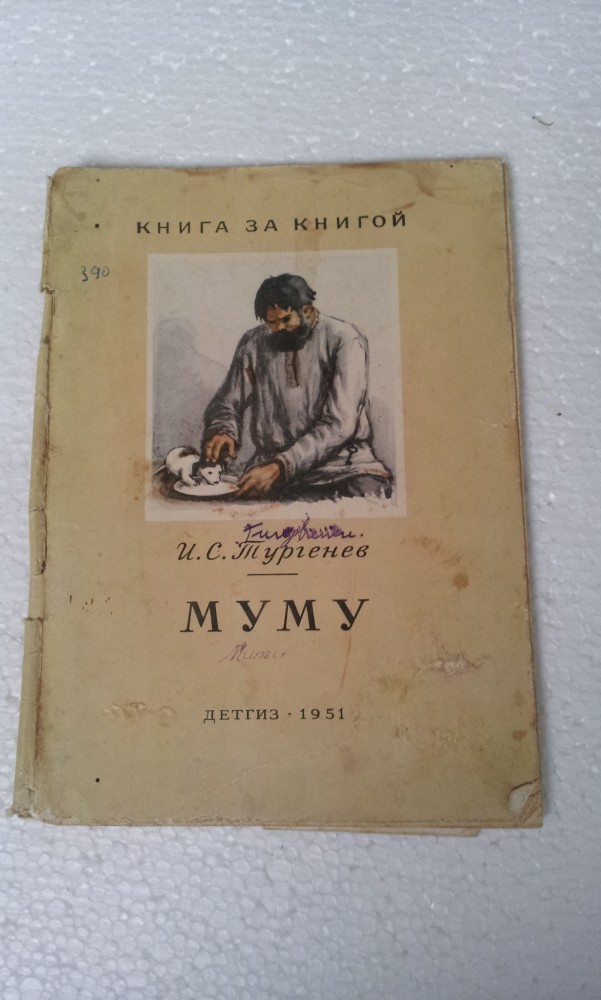 КНИГА ЗА КНИГОЙ
390
И.С.Тургенев
МУМУ
ДЕТГИЗ · 1951